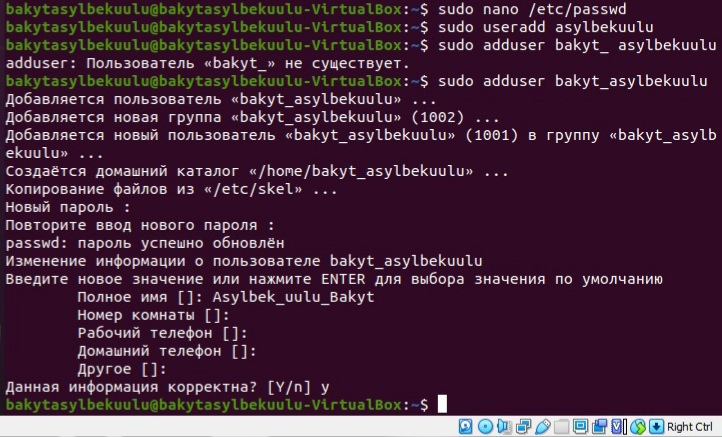 bakytasylbekuulu@bakytasylbekuulu-VirtualBox:~$ sudo nano /etc/passwd
bakytasylbekuulu@bakytasylbekuulu-VirtualBox:~$ sudo useradd asylbekuulu
bakytasylbekuulu@bakytasylbekuulu-VirtualBox:~$ sudo adduser bakyt_ asylbekuulu
adduser: Пользователь «bakyt_» не существует.
bakytasylbekuulu@bakytasylbekuulu-VirtualBox:~$ sudo adduser bakyt_asylbekuulu
Добавляется пользователь «bakyt_asylbekuulu» ...
Добавляется новая группа «bakyt_asylbekuulu» (1002) ...
Добавляется новый пользователь «bakyt_asylbekuulu» (1001) в группу «bakyt_asylb
ekuulu» ...
Создаётся домашний каталог «/home/bakyt_asylbekuulu» ...
Копирование файлов из «/etc/skel» ...
Новый пароль :
Повторите ввод нового пароля :
passwd: пароль успешно обновлён
Изменение информации о пользователе bakyt_asylbekuulu
Введите новое значение или нажмите ENTER для выбора значения по умолчанию
Полное имя []: Asylbek_uulu_Bakyt
Номер комнаты []:
Рабочий телефон []:
Домашний телефон []:
Другое []:
Данная информация корректна? [Y/n] y
bakytasylbekuulu@bakytasylbekuulu-VirtualBox:~$
Right Ctrl